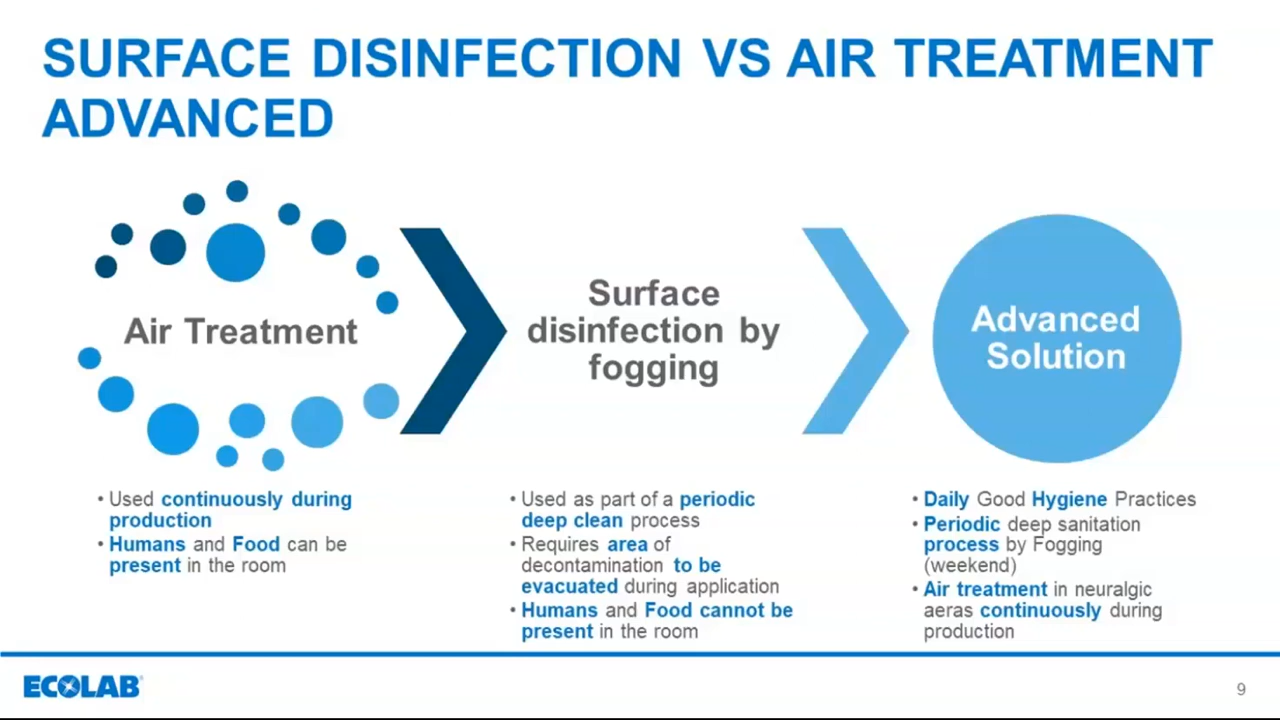 SURFACE DISINFECTION VS AIR TREATMENT
ADVANCED
Air Treatment
• Used continuously during
production
• Humans and Food can be
present in the room
Surface
disinfection by
fogging
• Used as part of a periodic
deep clean process
• Requires area of
decontamination to be
evacuated during application
• Humans and Food cannot be
present in the room
Advanced
Solution
• Daily Good Hygiene Practices
• Periodic deep sanitation
process by Fogging
(weekend)
• Air treatment in neuralgic
aeras continuously during
production
ECOLAB
9